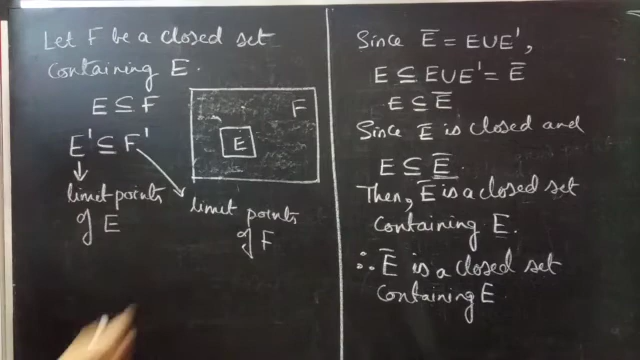 Let F be a closed set
containing E.
E ⊆ F
E' ⊆ F'
limit points
of E
limit points
of F
F
E
Since E̅ = E∪E',
E ⊆ E∪E' = E̅
E ⊆ E̅
Since E̅ is closed and
E ⊆ E̅.
Then, E̅ is a closed set
containing E.
∴ E̅ is a closed set
containing E